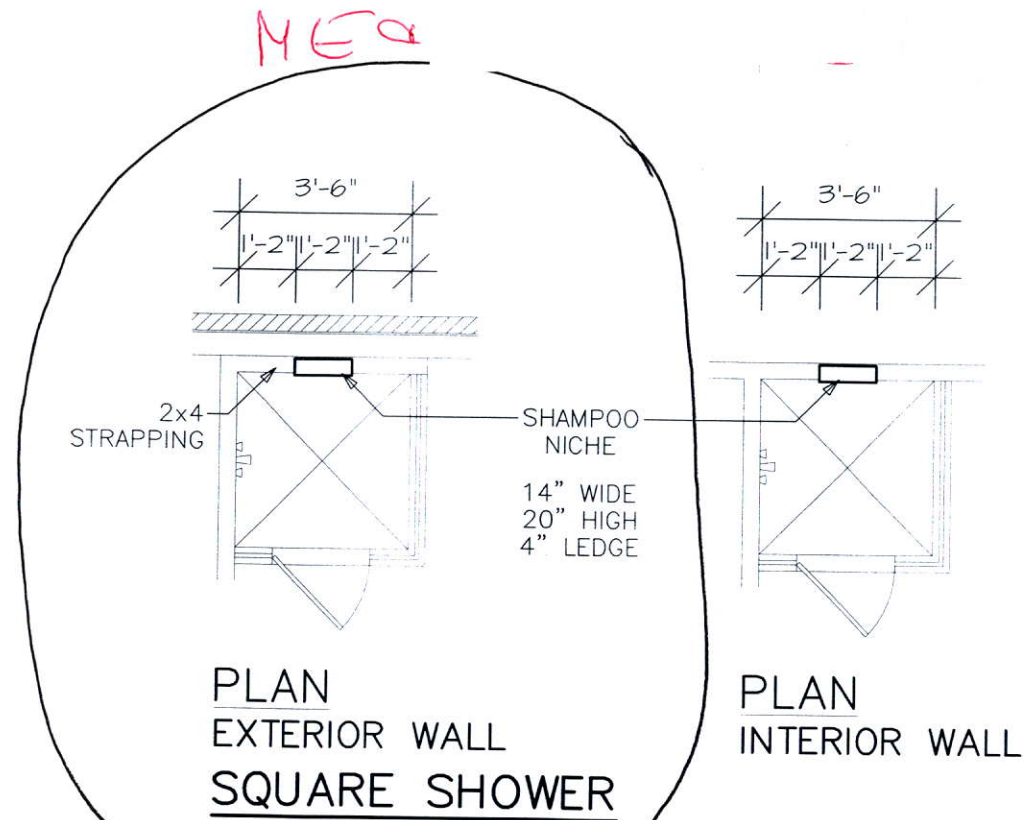 3'-6"
1'-2" 1'-2" 1'-2"
3'-6"
1'-2" 1'-2" 1'-2"
2x4
STRAPPING
SHAMPOO
NICHE
14" WIDE
20" HIGH
4" LEDGE
PLAN
EXTERIOR WALL
SQUARE SHOWER
PLAN
INTERIOR WALL